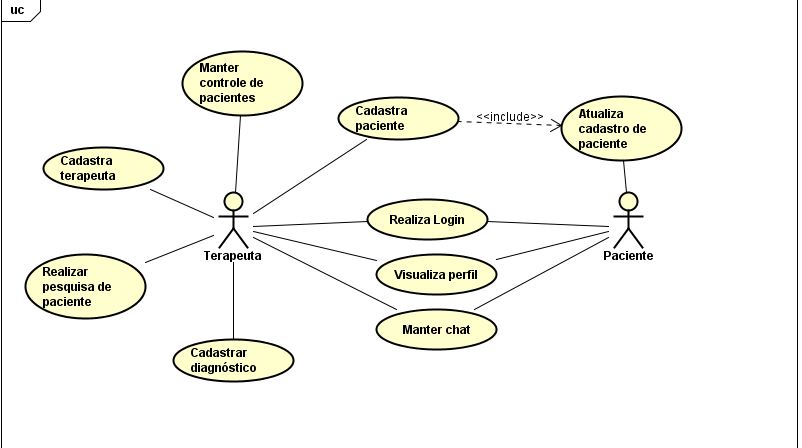 uc
Manter
controle de
pacientes
Cadastra
paciente
<<include>>
Atualiza
cadastro de
paciente
Cadastra
terapeuta
Realiza Login
Terapeuta
Paciente
Visualiza perfil
Realizar
pesquisa de
paciente
Manter chat
Cadastrar
diagnóstico